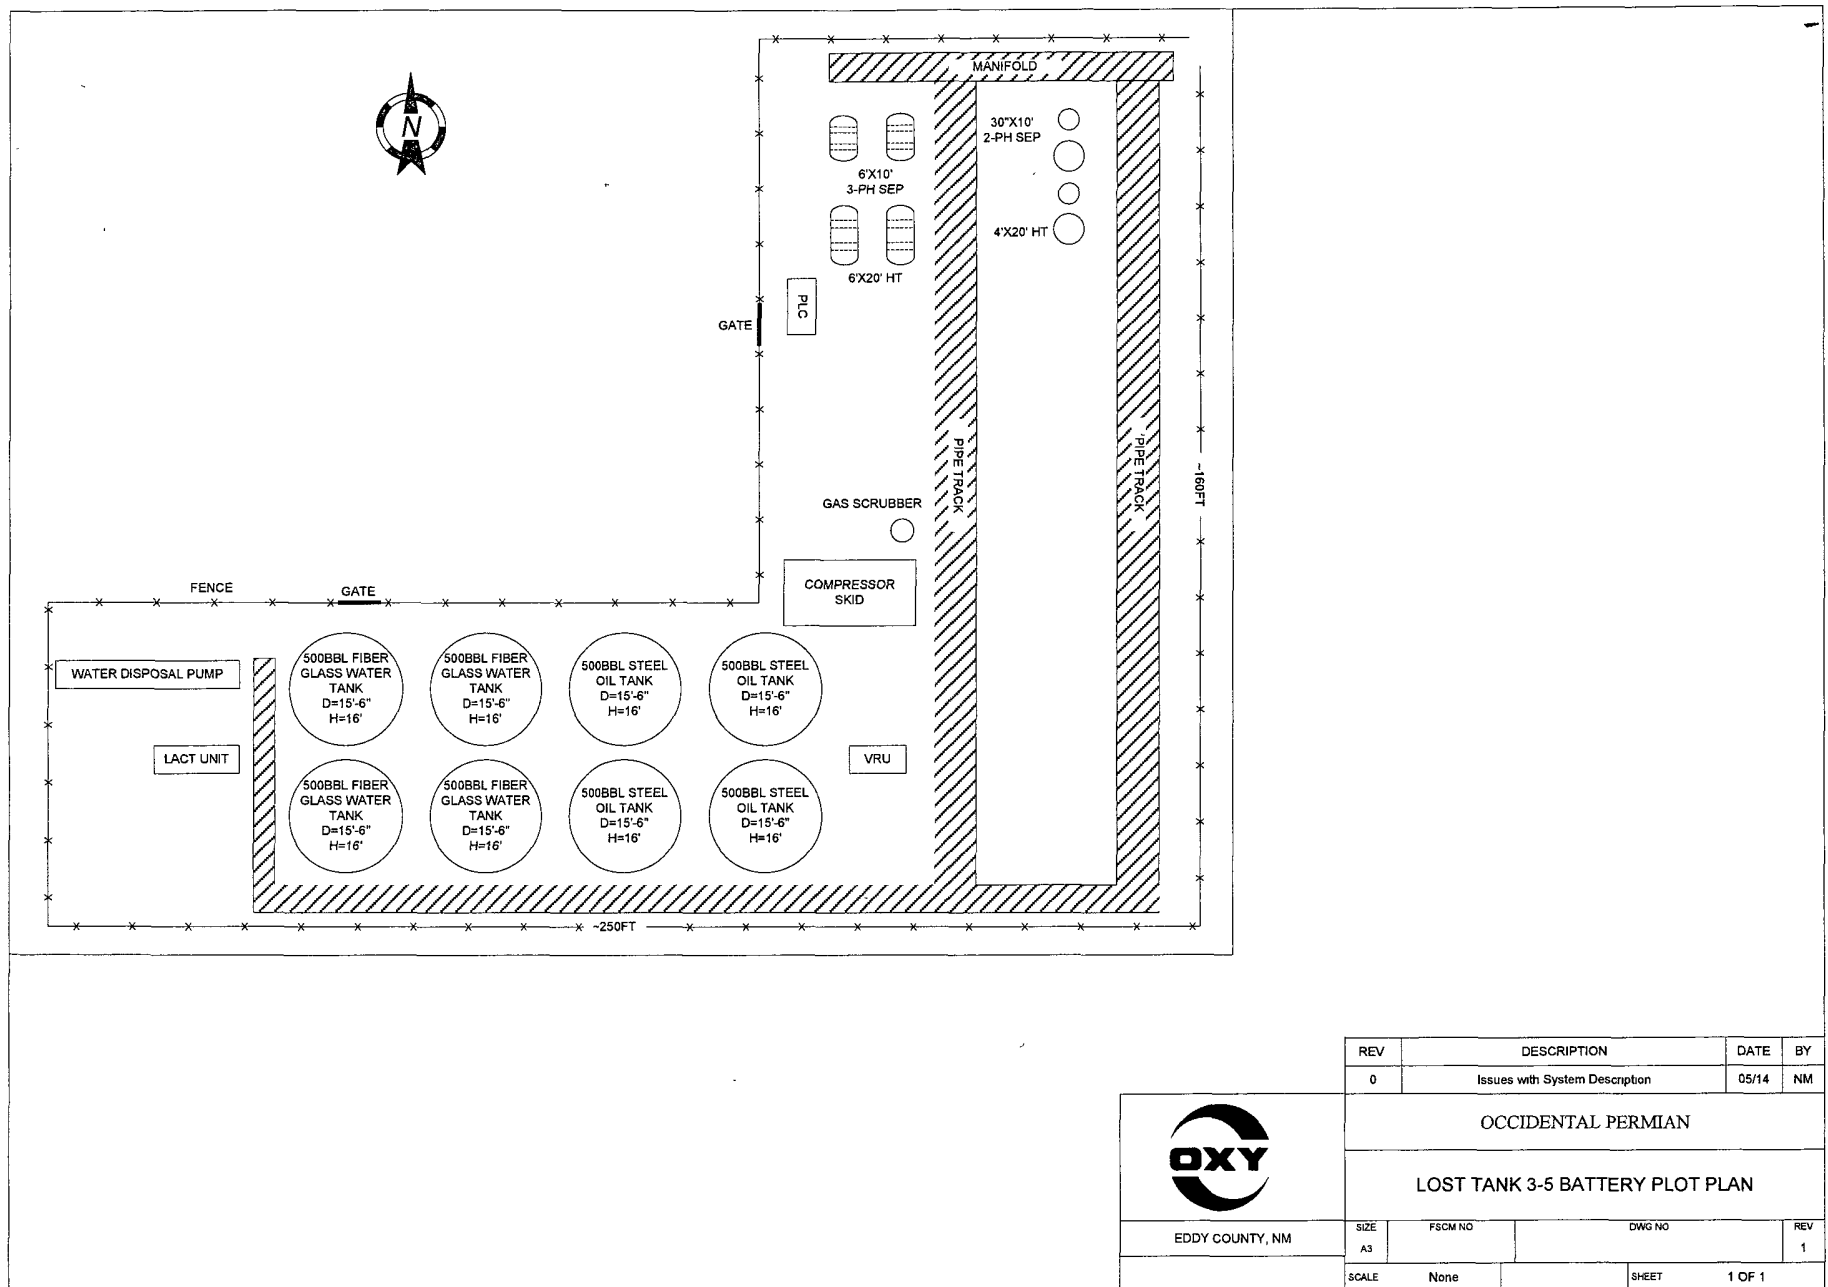 MANIFOLD
N
30"X10'
2-PH SEP
6'X10'
3-PH SEP
4'X20' HT
6'X20' HT
PLC
GATE
PIPE TRACK
PIPE TRACK
~160FT
GAS SCRUBBER
COMPRESSOR
SKID
FENCE
GATE
WATER DISPOSAL PUMP
500BBL FIBER
GLASS WATER
TANK
D=15'-6"
H=16'
500BBL FIBER
GLASS WATER
TANK
D=15'-6"
H=16'
500BBL STEEL
OIL TANK
D=15'-6"
H=16'
500BBL STEEL
OIL TANK
D=15'-6"
H=16'
LACT UNIT
VRU
500BBL FIBER
GLASS WATER
TANK
D=15'-6"
H=16'
500BBL FIBER
GLASS WATER
TANK
D=15'-6"
H=16'
500BBL STEEL
OIL TANK
D=15'-6"
H=16'
500BBL STEEL
OIL TANK
D=15'-6"
H=16'
~250FT
REV DESCRIPTION DATE BY
0 Issues with System Description 05/14 NM
OXY
OCCIDENTAL PERMIAN
LOST TANK 3-5 BATTERY PLOT PLAN
EDDY COUNTY, NM
SIZE FSCM NO DWG NO REV
A3 1
SCALE None SHEET 1 OF 1